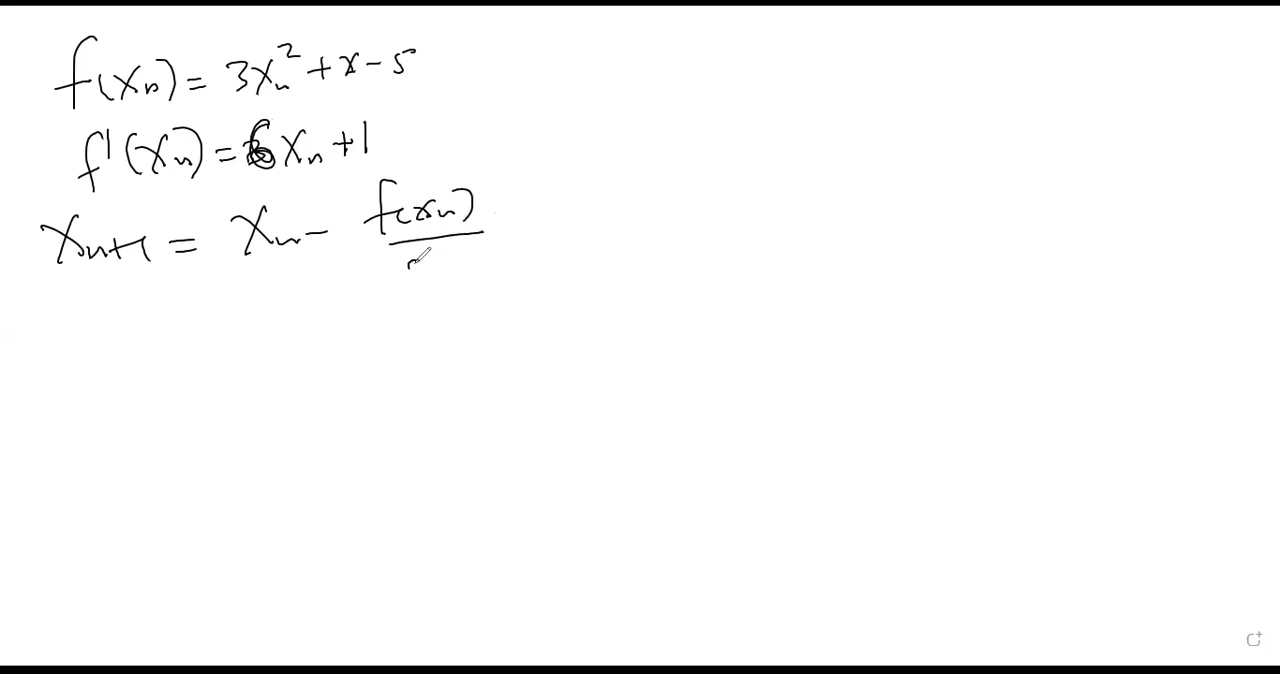 f(xₙ) = 3xₙ² + x - 5
f'(xₙ) = 6xₙ + 1
xₙ₊₁ = xₙ - f(xₙ)/